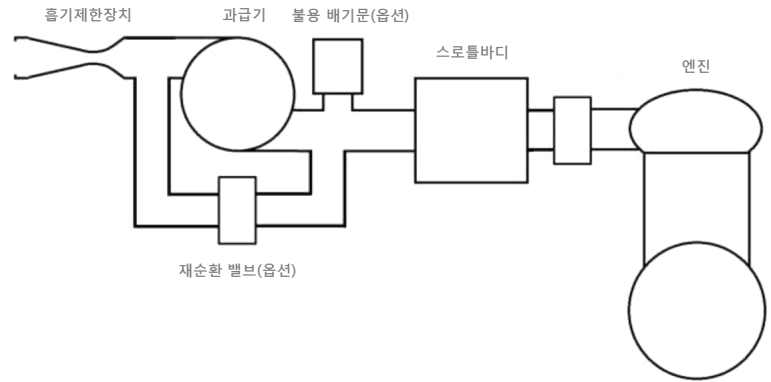 흡기제한장치
과급기
불용 배기문(옵션)
스로틀바디
엔진
재순환 밸브(옵션)